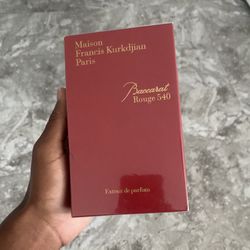 Maison
Francis Kurkdjian
Paris
Baccarat
Rouge 540
Extrait de parfum